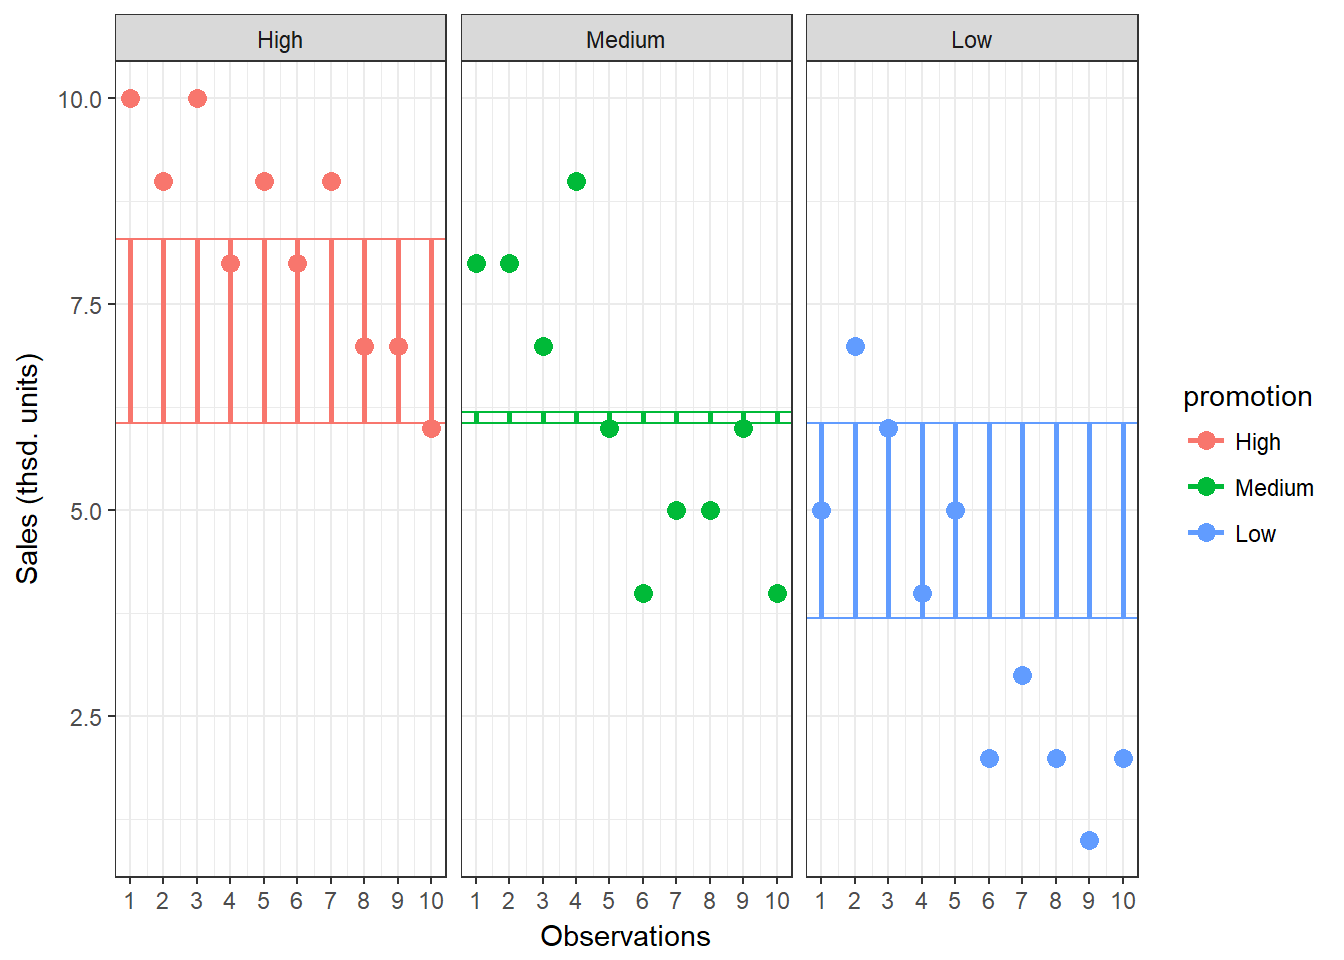 High Medium Low
10.0
7.5
5.0
2.5
Sales (thsd. units)
1 2 3 4 5 6 7 8 9 10 1 2 3 4 5 6 7 8 9 10 1 2 3 4 5 6 7 8 9 10
Observations
promotion
High
Medium
Low